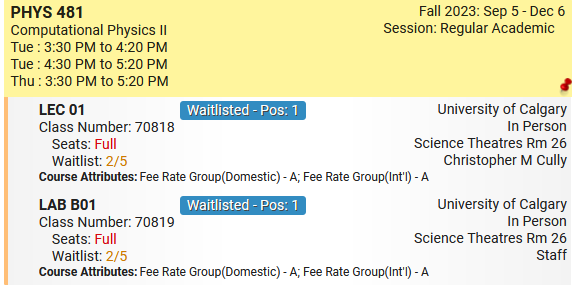 PHYS 481
Fall 2023: Sep 5 - Dec 6
Computational Physics II
Session: Regular Academic
Tue : 3:30 PM to 4:20 PM
Tue : 4:30 PM to 5:20 PM
Thu : 3:30 PM to 5:20 PM
LEC 01
Waitlisted - Pos: 1
University of Calgary
Class Number: 70818
In Person
Seats: Full
Science Theatres Rm 26
Waitlist: 2/5
Christopher M Cully
Course Attributes: Fee Rate Group(Domestic) - A; Fee Rate Group(Int'l) - A
LAB B01
Waitlisted - Pos: 1
University of Calgary
Class Number: 70819
In Person
Seats: Full
Science Theatres Rm 26
Waitlist: 2/5
Staff
Course Attributes: Fee Rate Group(Domestic) - A; Fee Rate Group(Int'l) - A